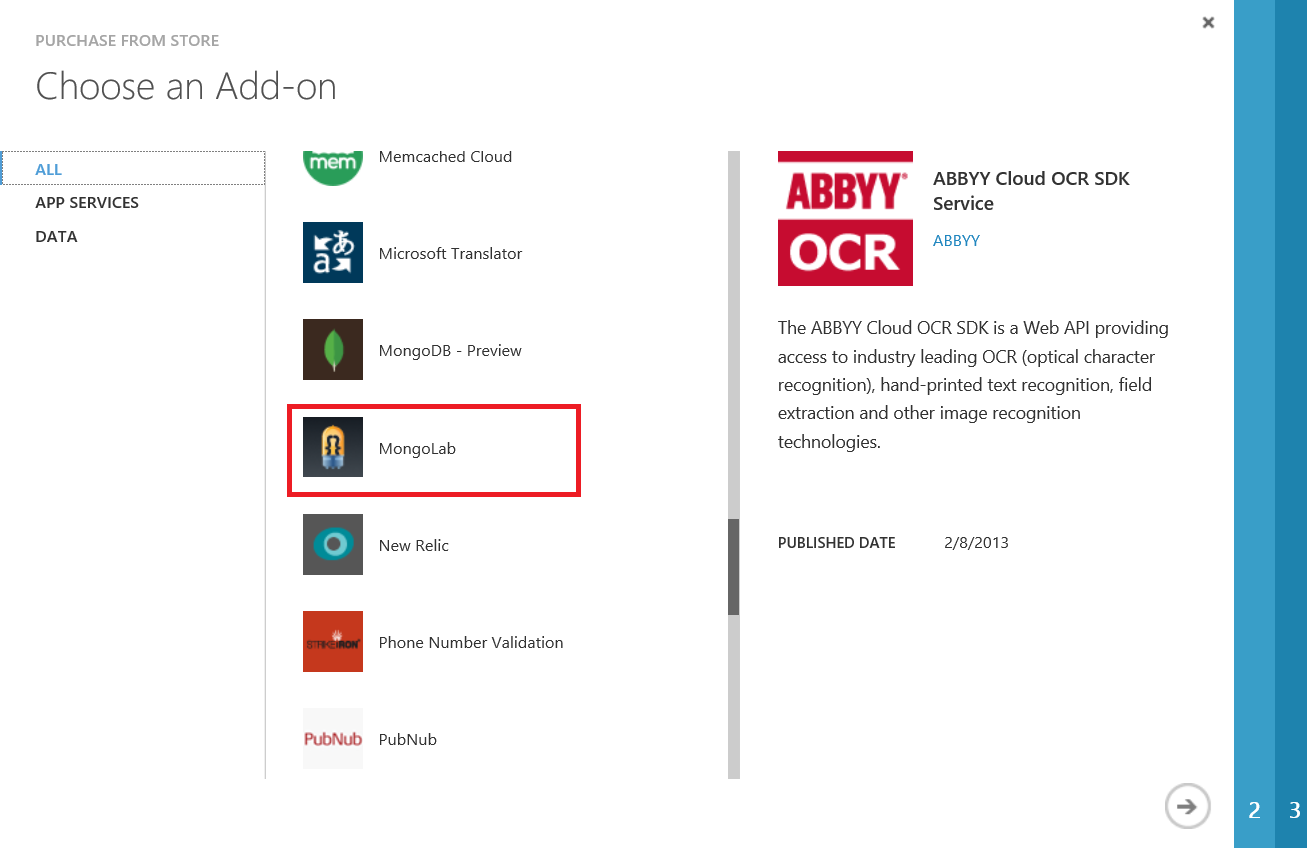 PURCHASE FROM STORE
Choose an Add-on
ALL
APP SERVICES
DATA
mem
Memcached Cloud
あ
a
Microsoft Translator
MongoDB - Preview
MongoLab
New Relic
STRIKEIRON
Phone Number Validation
PubNub
PubNub
ABBYY®
OCR
ABBYY Cloud OCR SDK
Service
ABBYY
The ABBYY Cloud OCR SDK is a Web API providing
access to industry leading OCR (optical character
recognition), hand-printed text recognition, field
extraction and other image recognition
technologies.
PUBLISHED DATE 2/8/2013
2 3